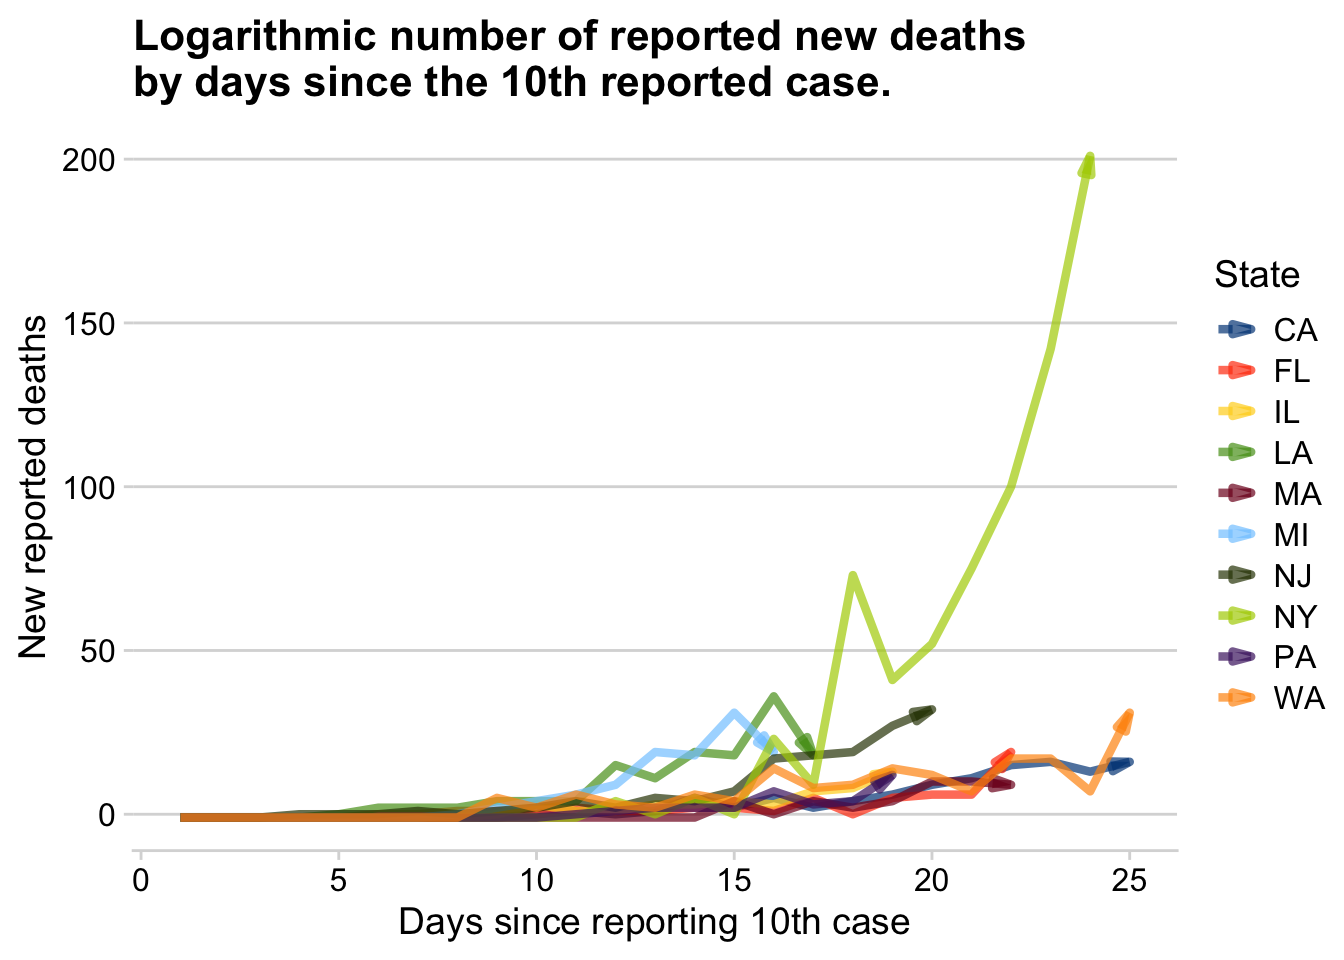 Logarithmic number of reported new deaths
by days since the 10th reported case.
New reported deaths
200
150
100
50
0
0 5 10 15 20 25
Days since reporting 10th case
State
CA
FL
IL
LA
MA
MI
NJ
NY
PA
WA